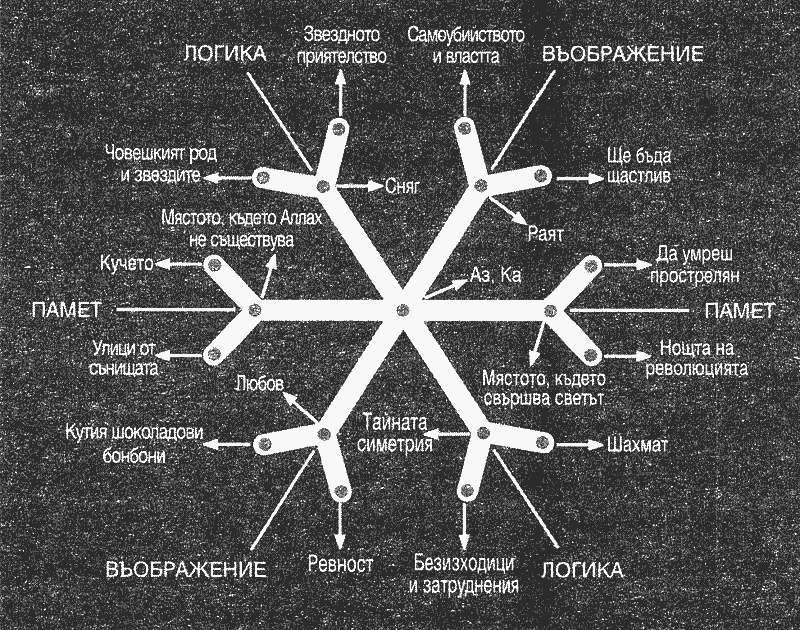 Звездното
приятелство
Самоубииството
и властта
ЛОГИКА
ВЪОБРАЖЕНИЕ
Човешкият род
и звездите
Сняг
Ще бъда
щастлив
Мястото, където Аллах
не съществува
Раят
Кучето
Аз, Ка
Да умреш
прострелян
ПАМЕТ
ПАМЕТ
Улици от
сънищата
Нощта на
революцията
Любов
Мястото, където
свършва светът
Кутия шоколадови
бонбони
Тайната
симетрия
Шахмат
ВЪОБРАЖЕНИЕ
Ревност
Безизходици
и затруднения
ЛОГИКА